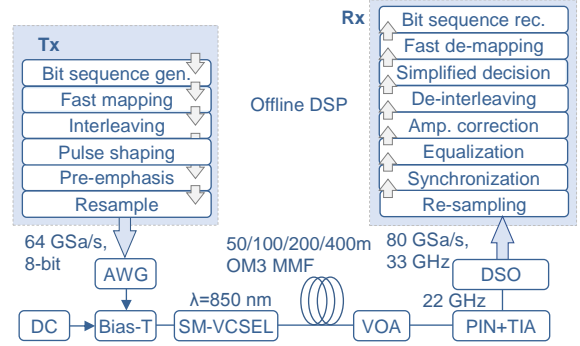 Tx
Bit sequence gen.
Fast mapping
Interleaving
Pulse shaping
Pre-emphasis
Resample
Offline DSP
Rx
Bit sequence rec.
Fast de-mapping
Simplified decision
De-interleaving
Amp. correction
Equalization
Synchronization
Re-sampling
64 GSa/s,
8-bit
50/100/200/400m
OM3 MMF
80 GSa/s,
33 GHz
AWG
DSO
λ=850 nm
22 GHz
DC
Bias-T
SM-VCSEL
VOA
PIN+TIA